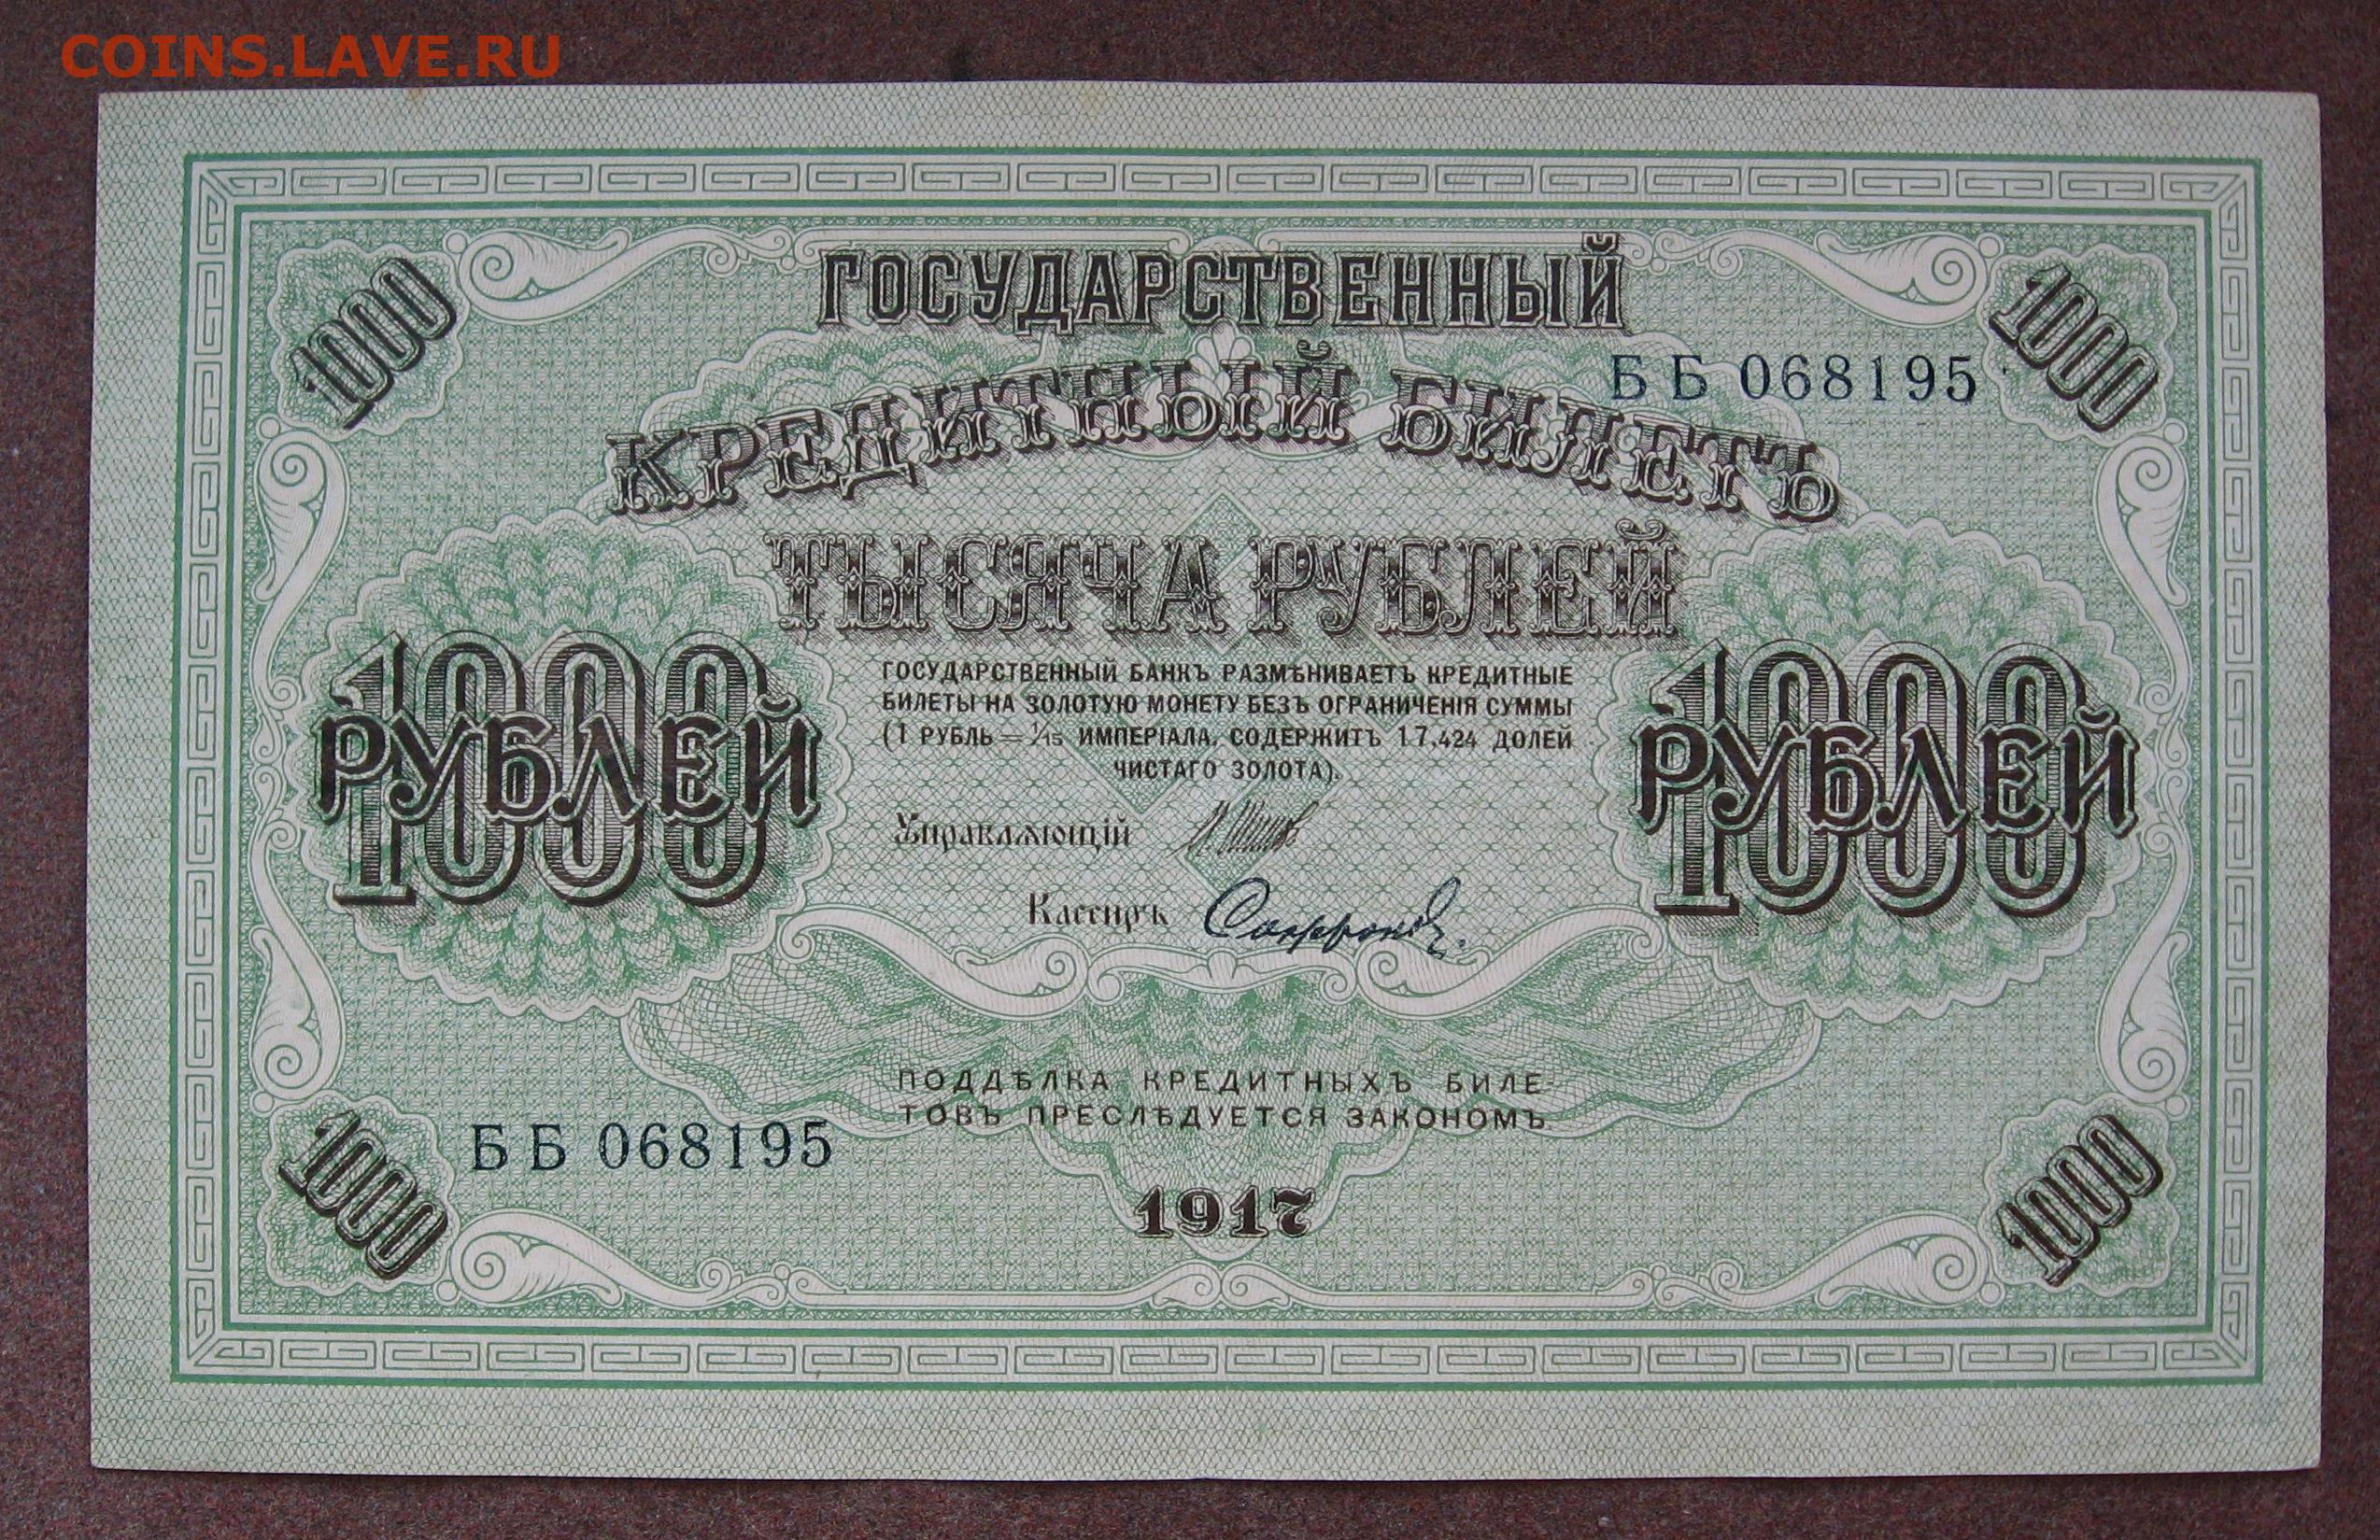 COINS.LAVE.RU
1000
ГОСУДАРСТВЕННЫЙ
1000
ББ 068195
КРЕДИТНЫЙ БИЛЕТЪ
ТЫСЯЧА РУБЛЕЙ
1000
РУБЛЕЙ
ГОСУДАРСТВЕННЫЙ БАНКЪ РАЗМѢНИВАЕТЪ КРЕДИТНЫЕ
БИЛЕТЫ НА ЗОЛОТУЮ МОНЕТУ БЕЗЪ ОГРАНИЧЕНІЯ СУММЫ
(1 РУБЛЬ = 1/15 ИМПЕРІАЛА, СОДЕРЖИТЪ 17,424 ДОЛЕЙ
ЧИСТАГО ЗОЛОТА).
1000
РУБЛЕЙ
Управляющій И. Шипов
Кассиръ Сафронов
ПОДДѢЛКА КРЕДИТНЫХЪ БИЛЕ-
ТОВЪ ПРЕСЛѢДУЕТСЯ ЗАКОНОМЪ.
ББ 068195
1000
1917
1000